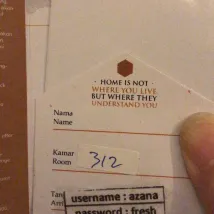 · HOME IS NOT ·
WHERE YOU LIVE
BUT WHERE THEY
UNDERSTAND YOU
Nama
Name
Kamar
Room
312
username : azana
password : fresh